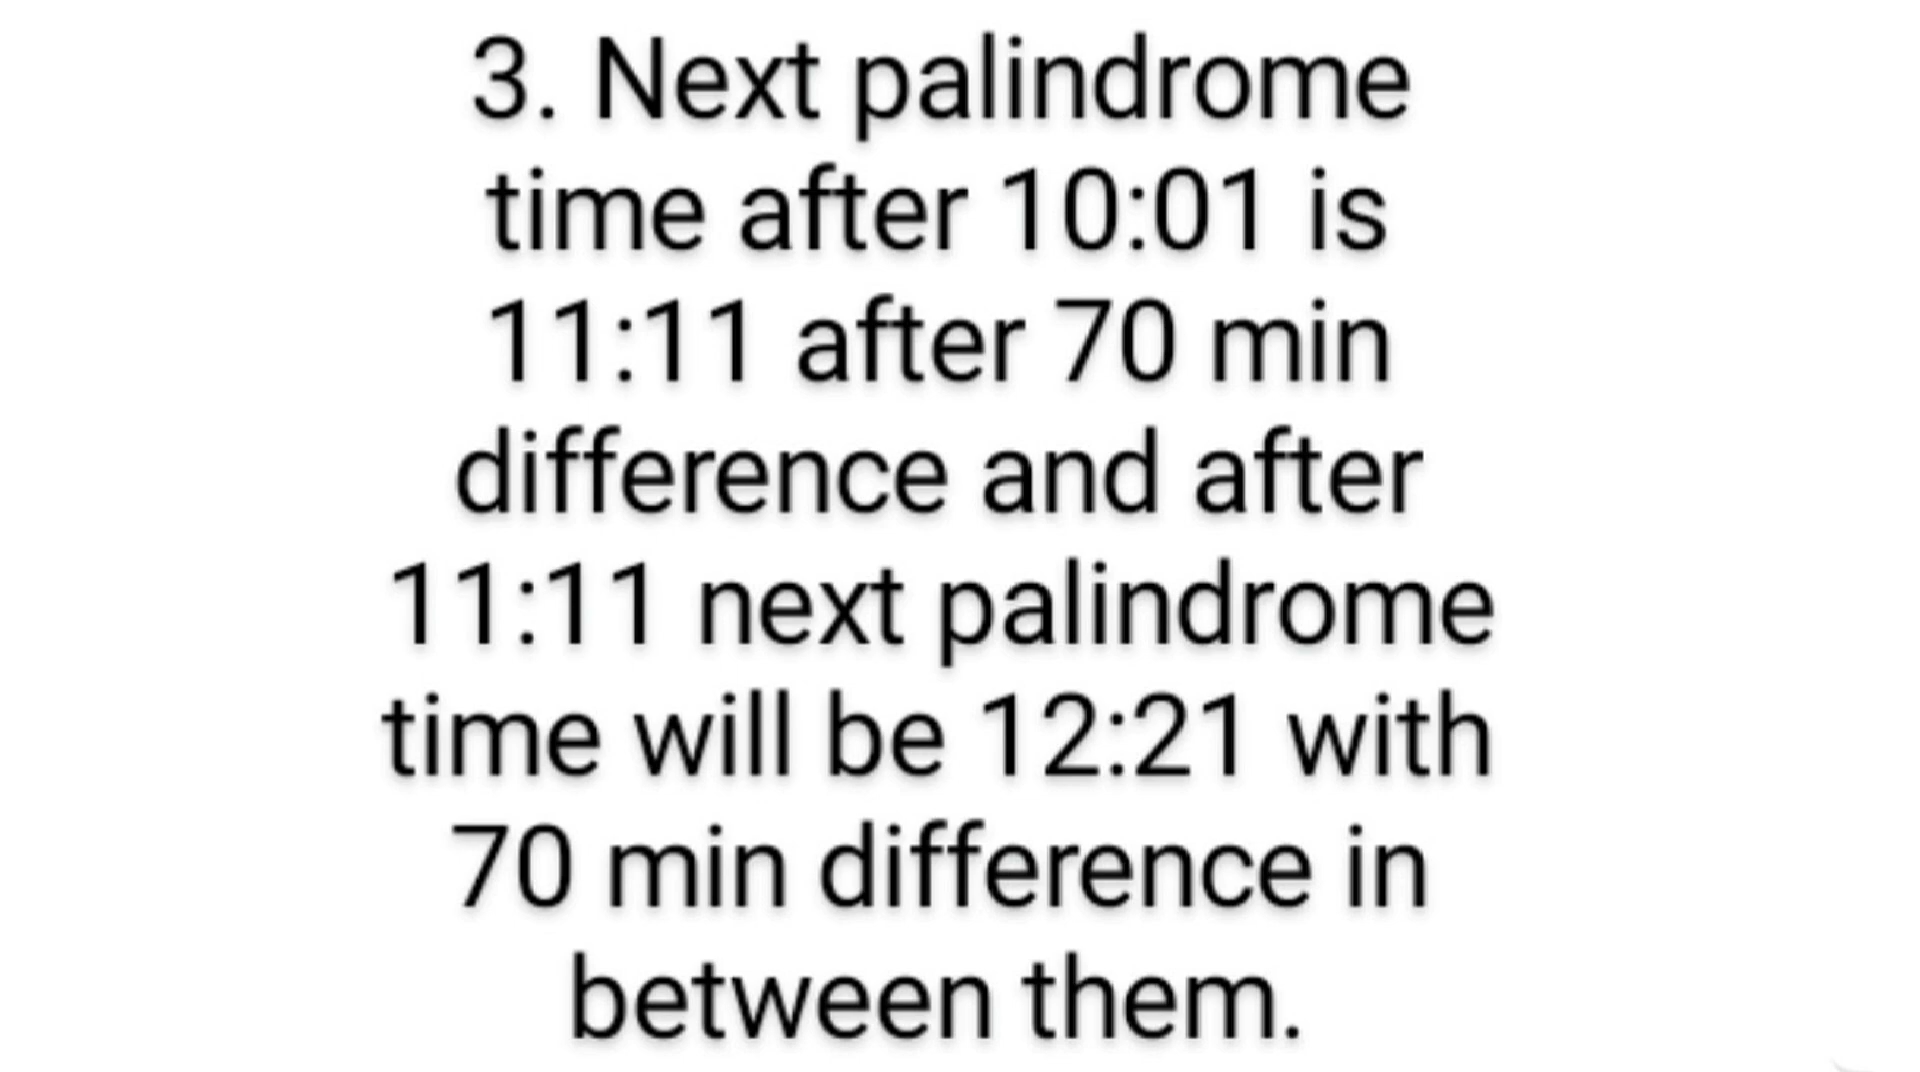 3. Next palindrome
time after 10:01 is
11:11 after 70 min
difference and after
11:11 next palindrome
time will be 12:21 with
70 min difference in
between them.